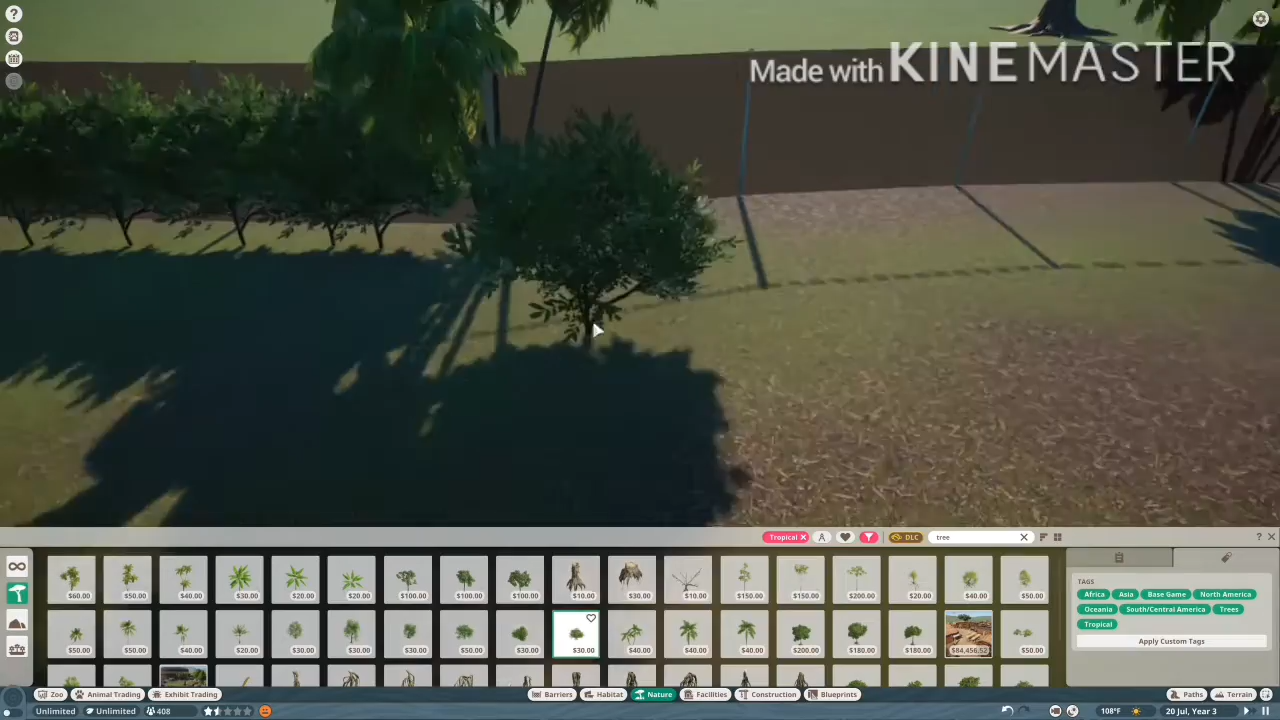 ?
Made with KINEMASTER
Tropical ×
DLC
tree
? ×
$60.00 $50.00 $40.00 $30.00 $20.00 $20.00 $100.00 $100.00 $100.00 $10.00 $30.00 $10.00 $150.00 $150.00 $200.00 $20.00 $40.00 $50.00
$50.00 $50.00 $40.00 $20.00 $30.00 $30.00 $40.00 $50.00 $30.00 $30.00 $40.00 $40.00 $40.00 $200.00 $180.00 $180.00 $84,456.52 $50.00
TAGS
Africa Asia Base Game North America
Oceania South/Central America Trees
Tropical
Apply Custom Tags
Zoo Animal Trading Exhibit Trading Barriers Habitat Nature Facilities Construction Blueprints Paths Terrain
Unlimited Unlimited 408 108°F 20 Jul, Year 3